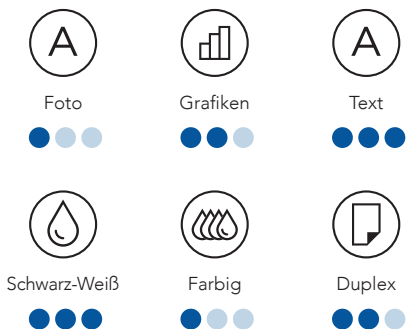 A
A
Foto
Grafiken
Text
Schwarz-Weiß
Farbig
Duplex